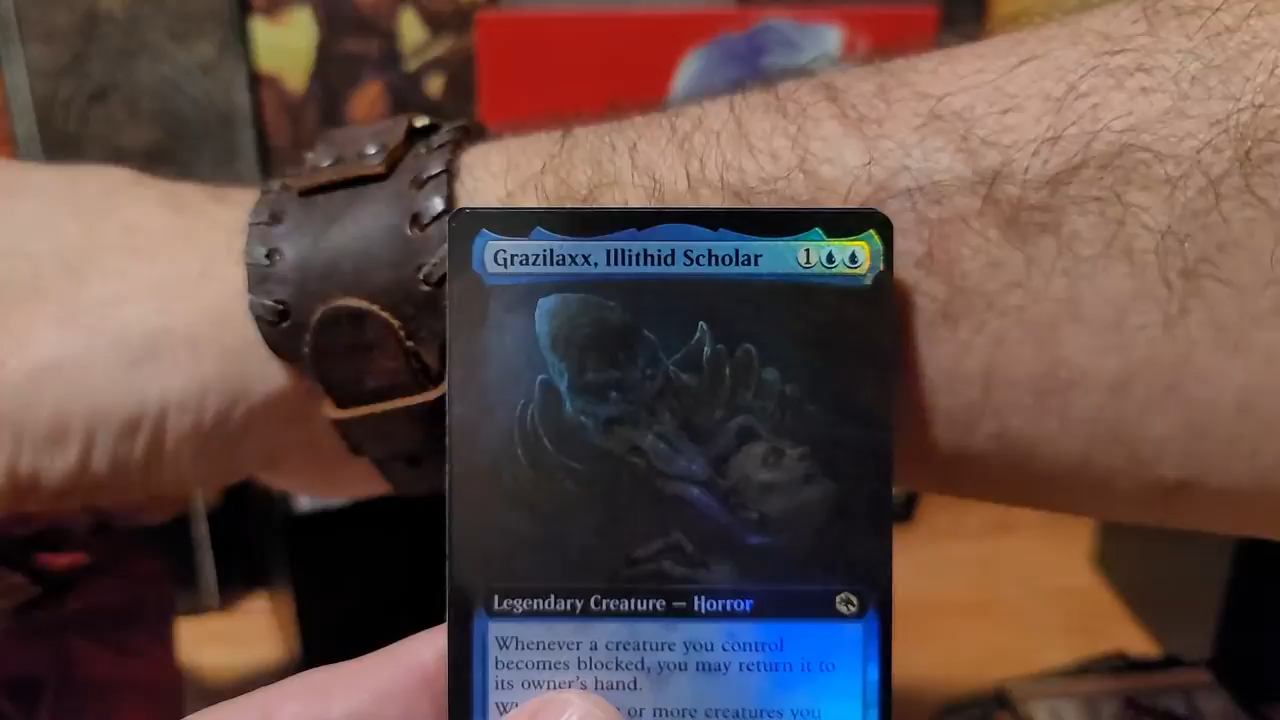 Grazilaxx, Illithid Scholar 1
Legendary Creature — Horror
Whenever a creature you control
becomes blocked, you may return it to
its owner's hand.
or more creatures you